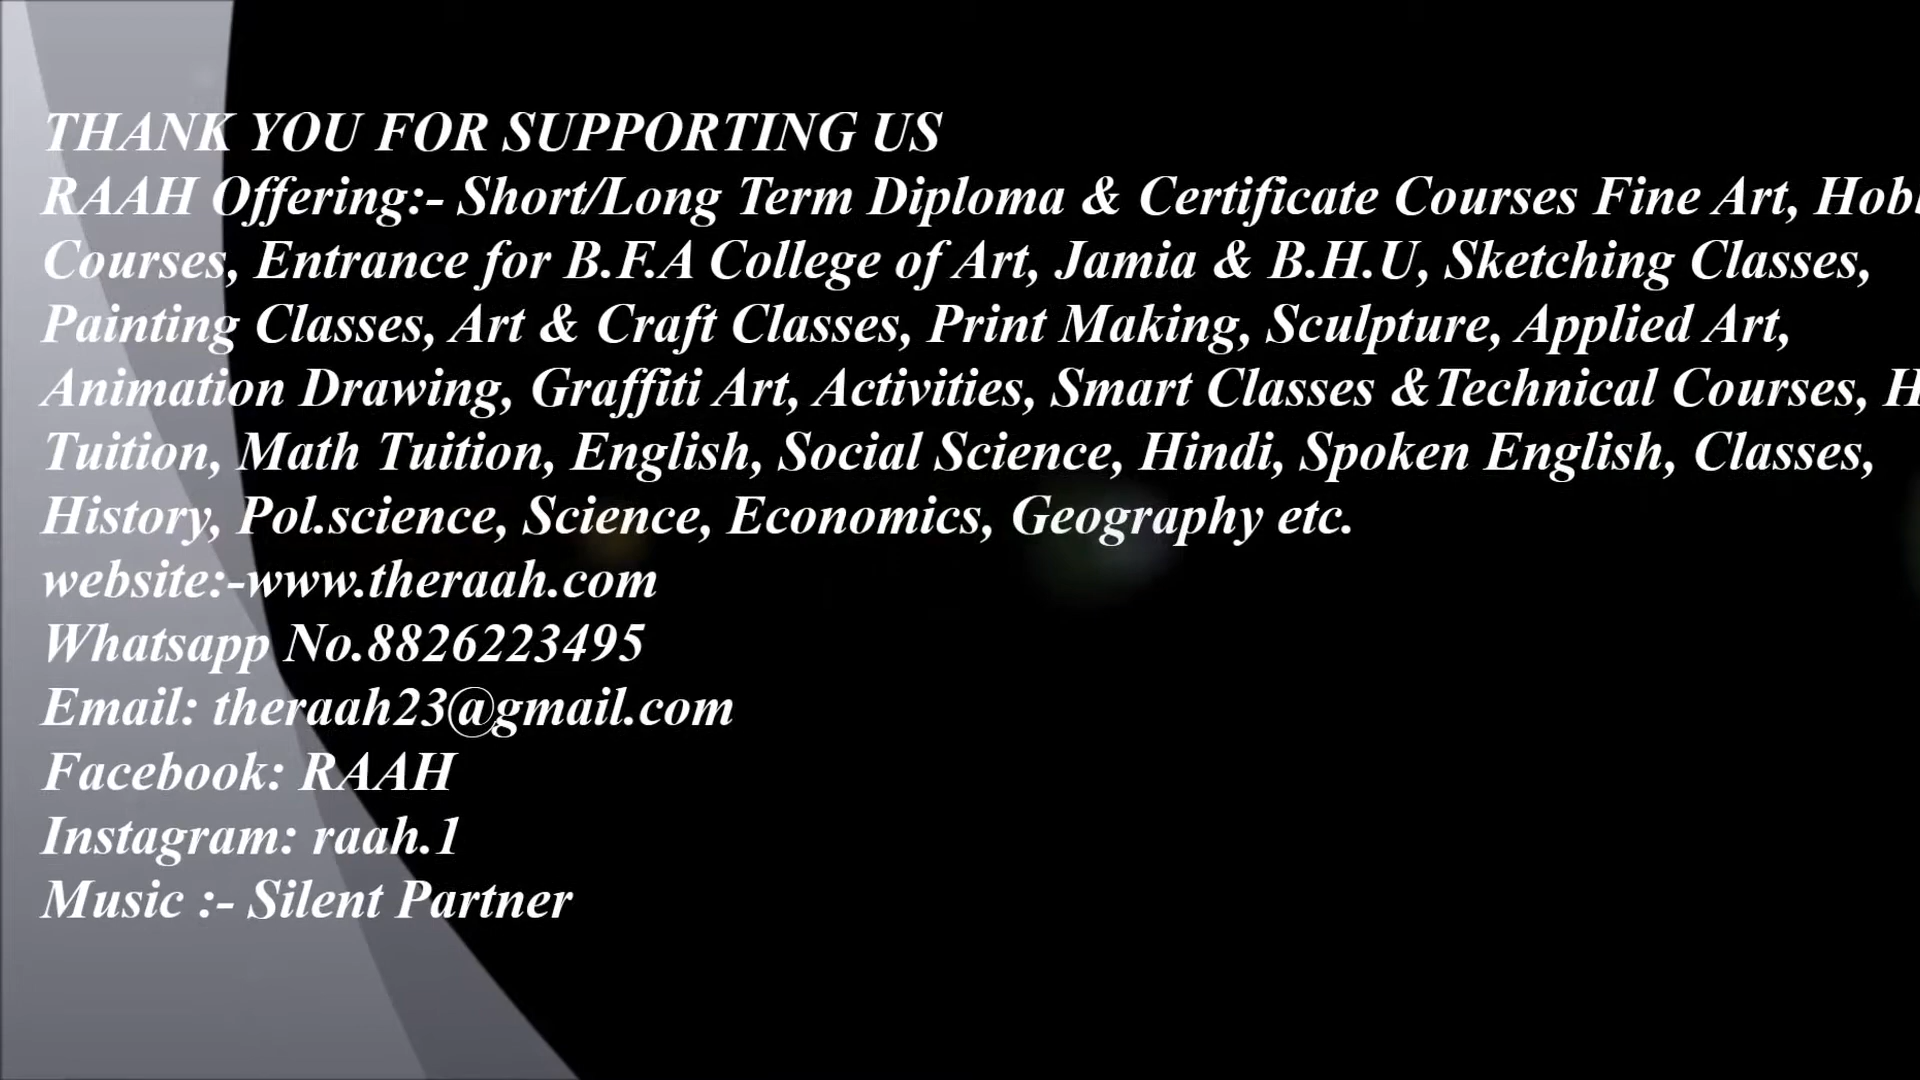 THANK YOU FOR SUPPORTING US
RAAH Offering:- Short/Long Term Diploma & Certificate Courses Fine Art,
Courses, Entrance for B.F.A College of Art, Jamia & B.H.U, Sketching Classes,
Painting Classes, Art & Craft Classes, Print Making, Sculpture, Applied Art,
Animation Drawing, Graffiti Art, Activities, Smart Classes &Technical Courses,
Tuition, Math Tuition, English, Social Science, Hindi, Spoken English, Classes,
History, Pol.science, Science, Economics, Geography etc.
website:-www.theraah.com
Whatsapp No.8826223495
Email: theraah23@gmail.com
Facebook: RAAH
Instagram: raah.1
Music :- Silent Partner